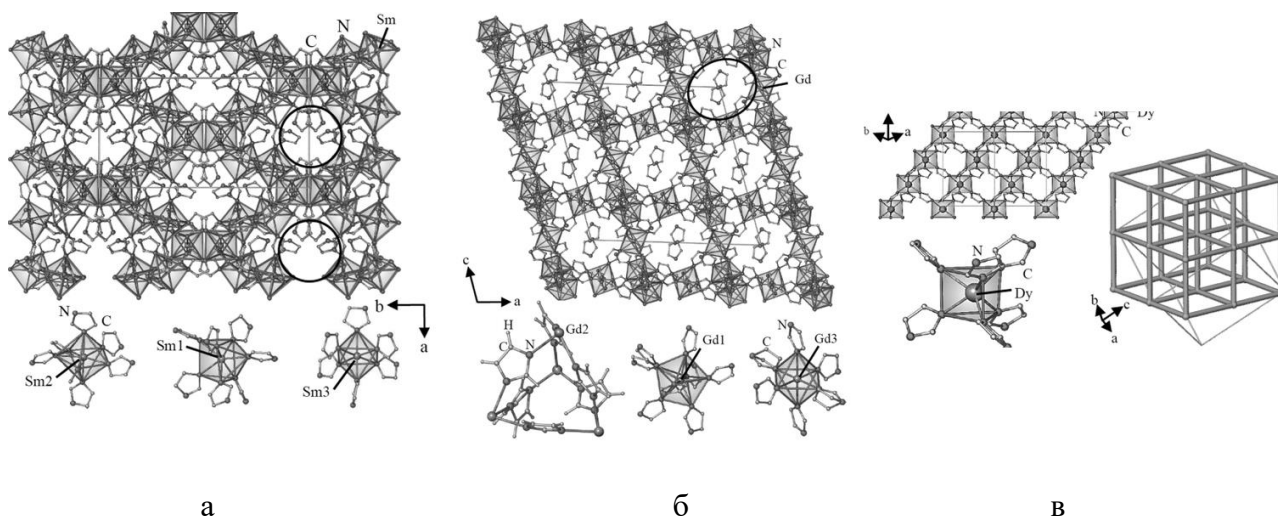 C N Sm
N C
Sm2 Sm1 Sm3
b
a
N
C
Gd
c
a
H
C N Gd2
Gd1
N
C Gd3
b a
N Dy
C
N
C
Dy
b c
a
а б в